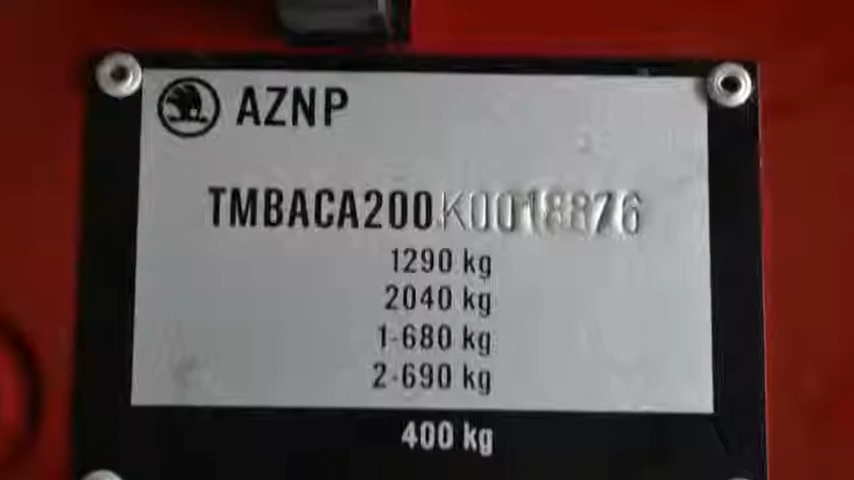 AZNP
TMBACA200K0018876
1290 kg
2040 kg
1-680 kg
2-690 kg
400 kg